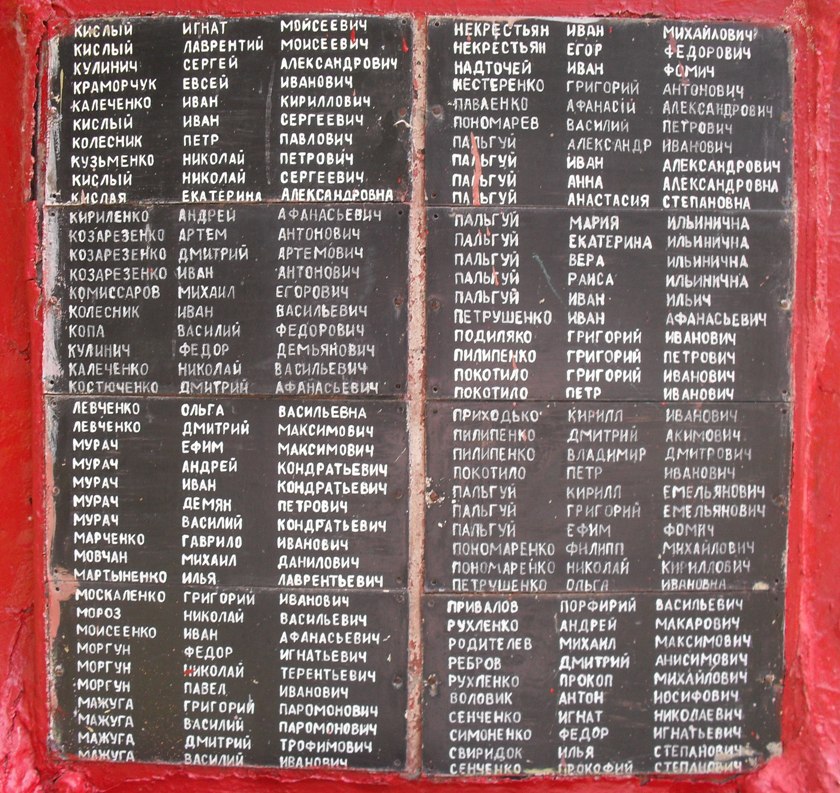 КИСЛЫЙ ИГНАТ МОЙСЕЕВИЧ
КИСЛЫЙ ЛАВРЕНТИЙ МОИСЕЕВИЧ
КУЛИНИЧ СЕРГЕЙ АЛЕКСАНДРОВИЧ
КРАМОРЧУК ЕВСЕЙ ИВАНОВИЧ
КАЛЕЧЕНКО ИВАН КИРИЛЛОВИЧ
КИСЛЫЙ ИВАН СЕРГЕЕВИЧ
КОЛЕСНИК ПЕТР ПАВЛОВИЧ
КУЗЬМЕНКО НИКОЛАЙ ПЕТРОВИЧ
КИСЛЫЙ НИКОЛАЙ СЕРГЕЕВИЧ
КИСЛАЯ ЕКАТЕРИНА АЛЕКСАНДРОВНА
КИРИЛЕНКО АНДРЕЙ АФАНАСЬЕВИЧ
КОЗАРЕЗЕНКО АРТЕМ АНТОНОВИЧ
КОЗАРЕЗЕНКО ДМИТРИЙ АРТЕМОВИЧ
КОЗАРЕЗЕНКО ИВАН АНТОНОВИЧ
КОМИССАРОВ МИХАИЛ ЕГОРОВИЧ
КОЛЕСНИК ИВАН ВАСИЛЬЕВИЧ
КОПА ВАСИЛИЙ ФЕДОРОВИЧ
КУЛИНИЧ ФЕДОР ДЕМЬЯНОВИЧ
КАЛЕЧЕНКО НИКОЛАЙ ВАСИЛЬЕВИЧ
КОСТЮЧЕНКО ДМИТРИЙ АФАНАСЬЕВИЧ
ЛЕВЧЕНКО ОЛЬГА ВАСИЛЬЕВНА
ЛЕВЧЕНКО ДМИТРИЙ МАКСИМОВИЧ
МУРАЧ ЕФИМ МАКСИМОВИЧ
МУРАЧ АНДРЕЙ КОНДРАТЬЕВИЧ
МУРАЧ ИВАН КОНДРАТЬЕВИЧ
МУРАЧ ДЕМЯН ПЕТРОВИЧ
МУРАЧ ВАСИЛИЙ КОНДРАТЬЕВИЧ
МАРЧЕНКО ГАВРИЛО ИВАНОВИЧ
МОВЧАН МИХАИЛ ДАНИЛОВИЧ
МАРТЫНЕНКО ИЛЬЯ ЛАВРЕНТЬЕВИЧ
МОСКАЛЕНКО ГРИГОРИЙ ИВАНОВИЧ
МОРОЗ НИКОЛАЙ ВАСИЛЬЕВИЧ
МОИСЕЕНКО ИВАН АФАНАСЬЕВИЧ
МОРГУН ФЕДОР ИГНАТЬЕВИЧ
МОРГУН НИКОЛАЙ ТЕРЕНТЬЕВИЧ
МОРГУН ПАВЕЛ ИВАНОВИЧ
МАЖУГА ГРИГОРИЙ ПАРОМОНОВИЧ
МАЖУГА ВАСИЛИЙ ПАРОМОНОВИЧ
МАЖУГА ДМИТРИЙ ТРОФИМОВИЧ
МАЖУГА ВАСИЛИЙ ИВАНОВИЧ
НЕКРЕСТЬЯН ИВАН МИХАЙЛОВИЧ
НЕКРЕСТЬЯН ЕГОР ФЕДОРОВИЧ
НАДТОЧЕЙ ИВАН ФОМИЧ
НЕСТЕРЕНКО ГРИГОРИЙ АНТОНОВИЧ
ПАВЛЕНКО АФАНАСІЙ АЛЕКСАНДРОВИЧ
ПОНОМАРЕВ ВАСИЛИЙ ПЕТРОВИЧ
ПАЛЬГУЙ АЛЕКСАНДР ИВАНОВИЧ
ПАЛЬГУЙ ИВАН АЛЕКСАНДРОВИЧ
ПАЛЬГУЙ АННА АЛЕКСАНДРОВНА
ПАЛЬГУЙ АНАСТАСИЯ СТЕПАНОВНА
ПАЛЬГУЙ МАРИЯ ИЛЬИНИЧНА
ПАЛЬГУЙ ЕКАТЕРИНА ИЛЬИНИЧНА
ПАЛЬГУЙ ВЕРА ИЛЬИНИЧНА
ПАЛЬГУЙ РАИСА ИЛЬИНИЧНА
ПАЛЬГУЙ ИВАН ИЛЬИЧ
ПЕТРУШЕНКО ИВАН АФАНАСЬЕВИЧ
ПОДИЛЯКО ГРИГОРИЙ ИВАНОВИЧ
ПИЛИПЕНКО ГРИГОРИЙ ПЕТРОВИЧ
ПОКОТИЛО ГРИГОРИЙ ИВАНОВИЧ
ПОКОТИЛО ПЕТР ИВАНОВИЧ
ПРИХОДЬКО КИРИЛЛ ИВАНОВИЧ
ПИЛИПЕНКО ДМИТРИЙ АКИМОВИЧ
ПИЛИПЕНКО ВЛАДИМИР ДМИТРОВИЧ
ПОКОТИЛО ПЕТР ИВАНОВИЧ
ПАЛЬГУЙ КИРИЛЛ ЕМЕЛЬЯНОВИЧ
ПАЛЬГУЙ ГРИГОРИЙ ЕМЕЛЬЯНОВИЧ
ПАЛЬГУЙ ЕФИМ ФОМИЧ
ПОНОМАРЕНКО ФИЛИПП МИХАЙЛОВИЧ
ПОНОМАРЕНКО НИКОЛАЙ КИРИЛЛОВИЧ
ПЕТРУШЕНКО ОЛЬГА ИВАНОВНА
ПРИВАЛОВ ПОРФИРИЙ ВАСИЛЬЕВИЧ
РУХЛЕНКО АНДРЕЙ МАКАРОВИЧ
РОДИТЕЛЕВ МИХАИЛ МАКСИМОВИЧ
РЕБРОВ ДМИТРИЙ АНИСИМОВИЧ
РУХЛЕНКО ПРОКОП МИХАЙЛОВИЧ
ВОЛОВИК АНТОН ИОСИФОВИЧ
СЕНЧЕНКО ИГНАТ НИКОЛАЕВИЧ
СИМОНЕНКО ФЕДОР ИГНАТЬЕВИЧ
СВИРИДОК ИЛЬЯ СТЕПАНОВИЧ
СЕНЧЕНКО ПРОКОФИЙ СТЕПАНОВИЧ